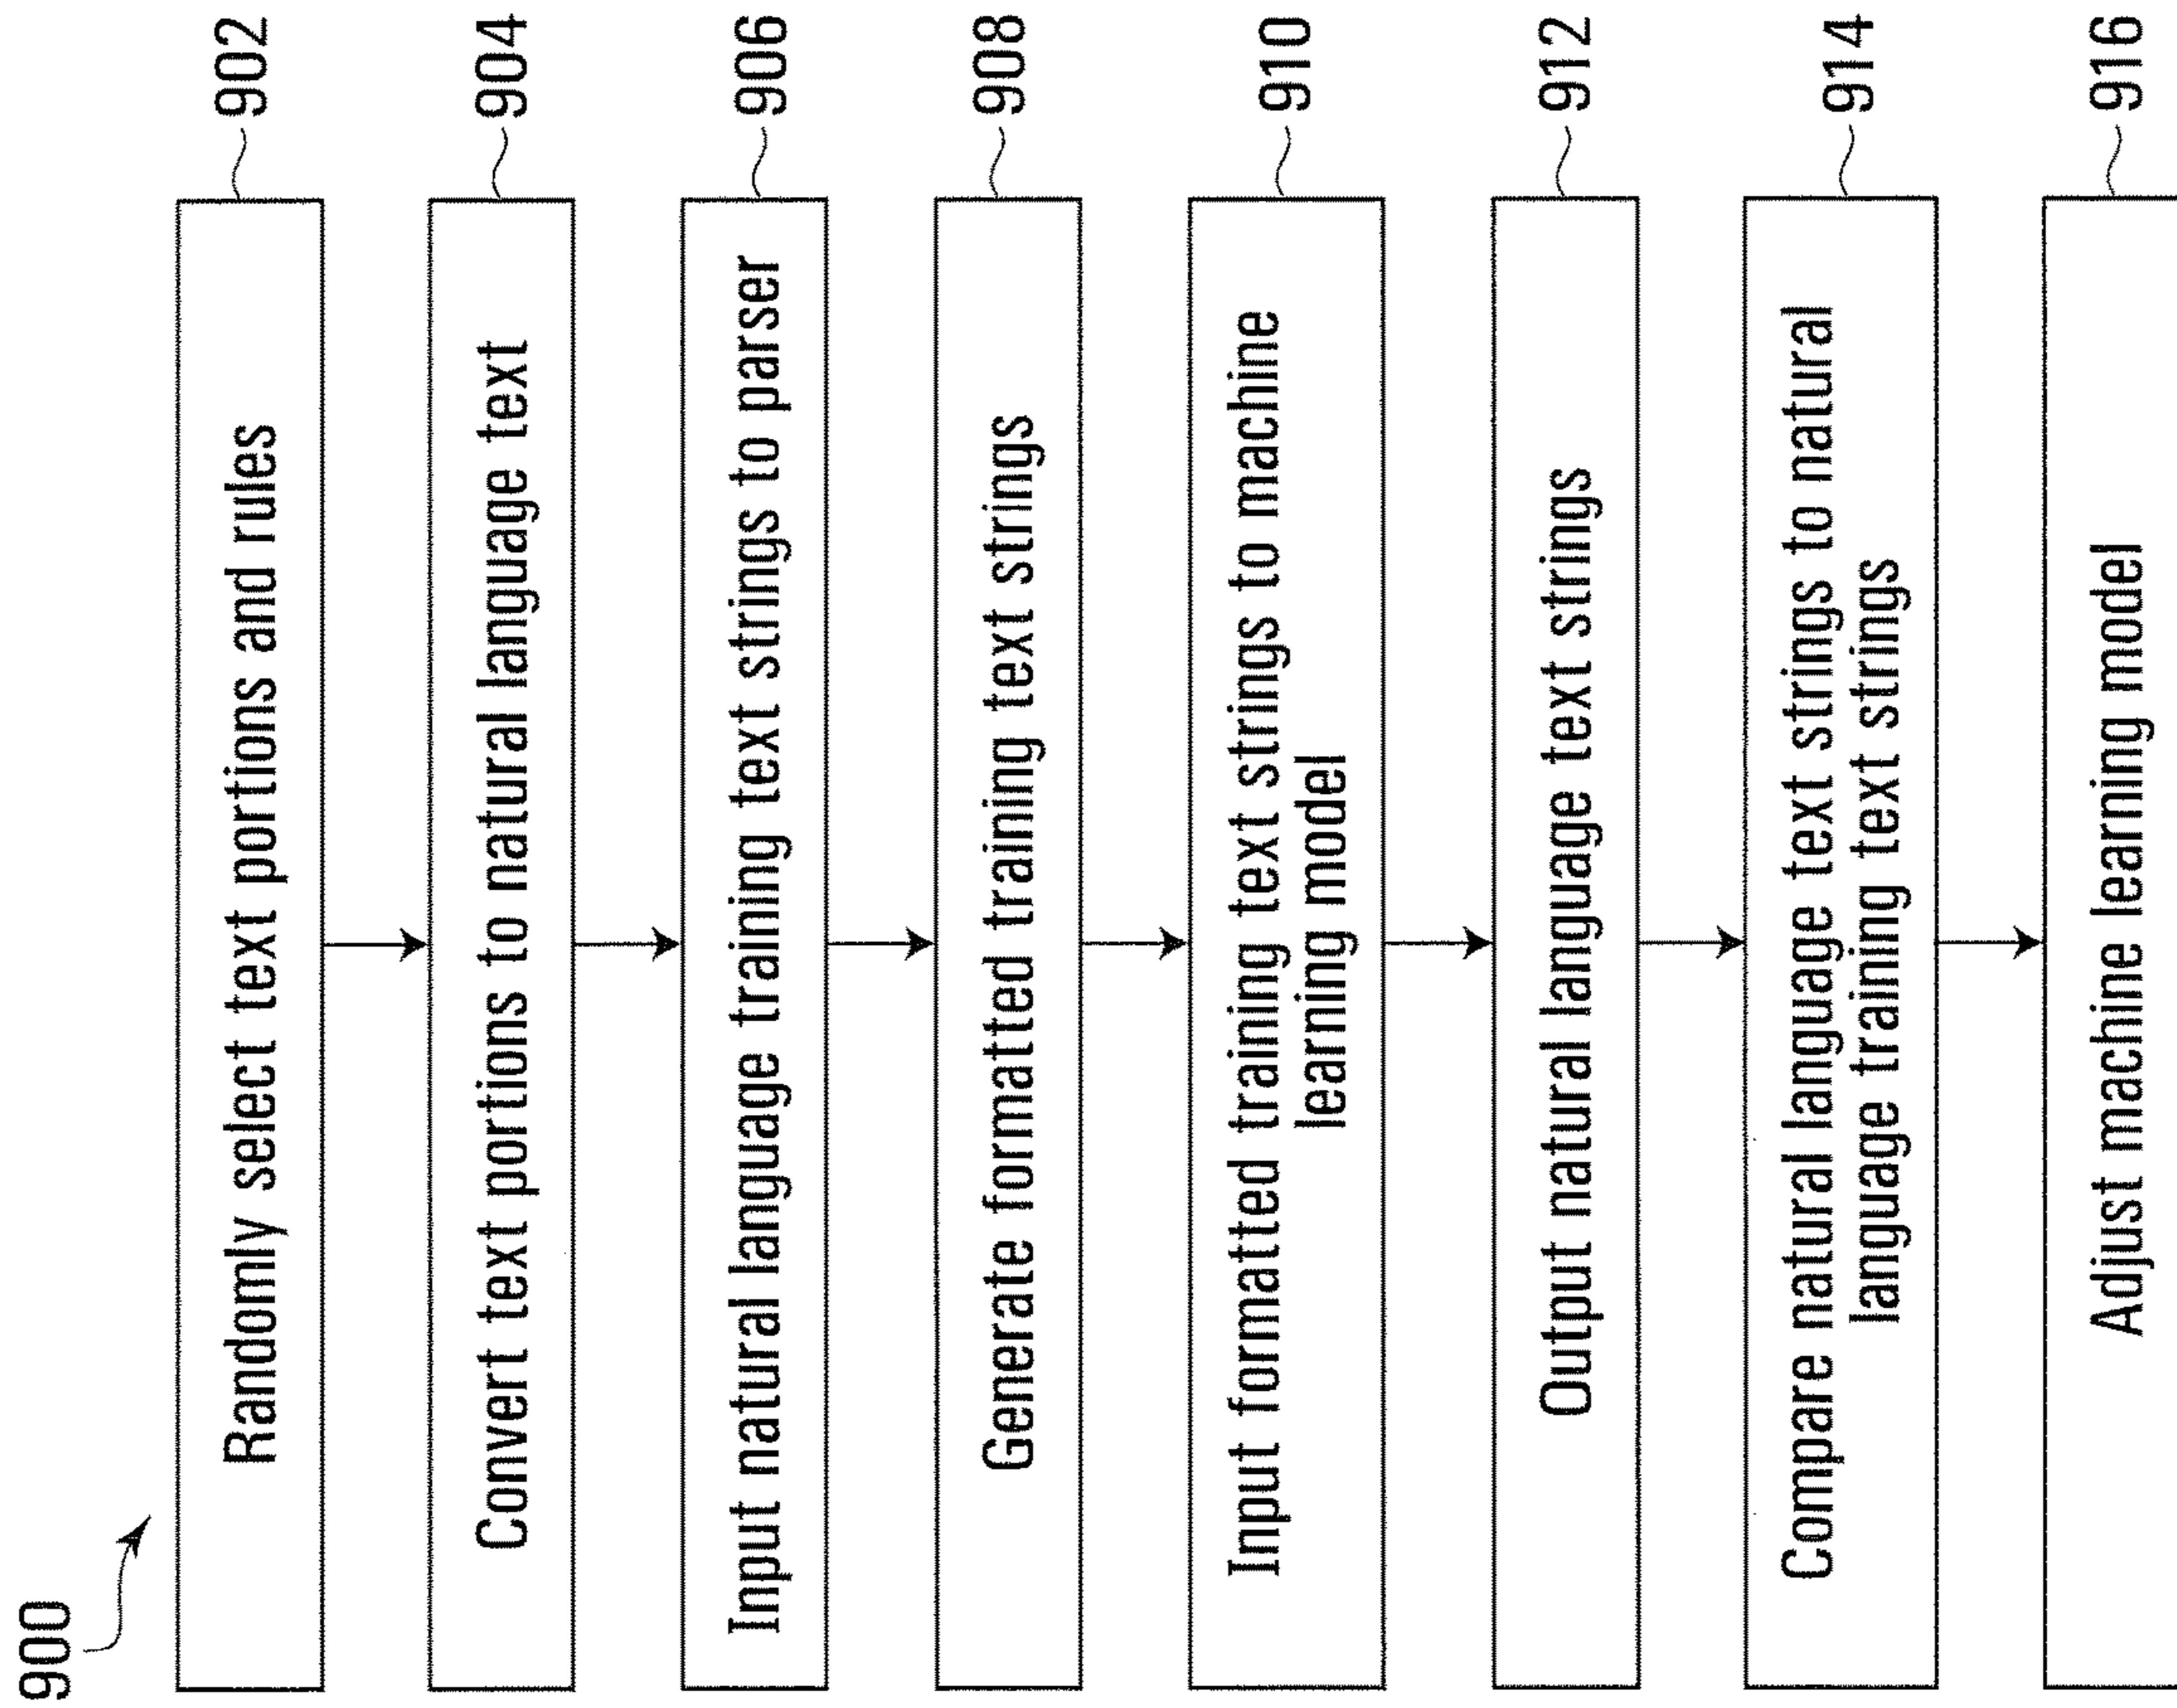 900
Randomly select text portions and rules
902
Convert text portions to natural language text
904
Input natural language training text strings to parser
906
Generate formatted training text strings
908
Input formatted training text strings to machine
learning model
910
Output natural language text strings
912
Compare natural language text strings to natural
language training text strings
914
Adjust machine learning model
916